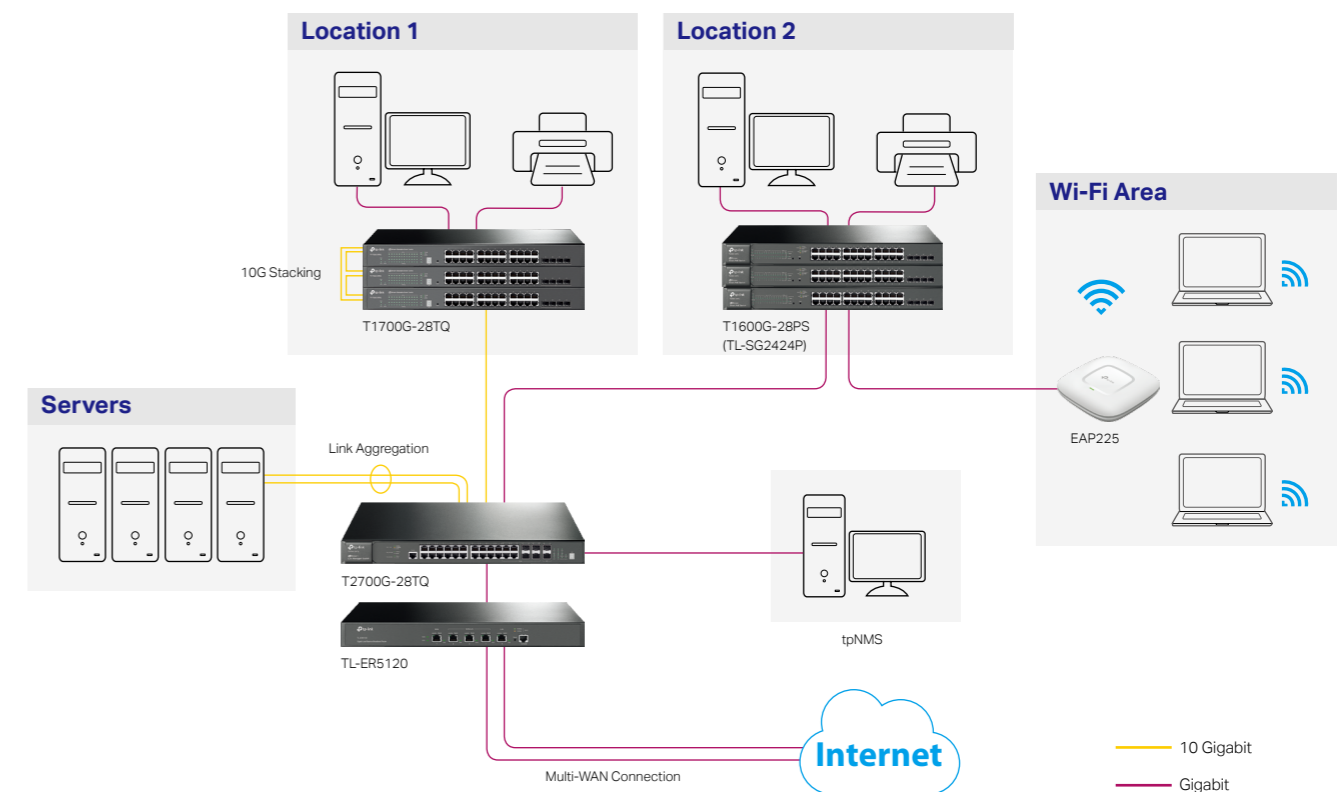 Location 1
Location 2
Wi-Fi Area
10G Stacking
T1700G-28TQ
T1600G-28PS
(TL-SG2424P)
Servers
Link Aggregation
EAP225
T2700G-28TQ
tpNMS
TL-ER5120
Internet
Multi-WAN Connection
10 Gigabit
Gigabit